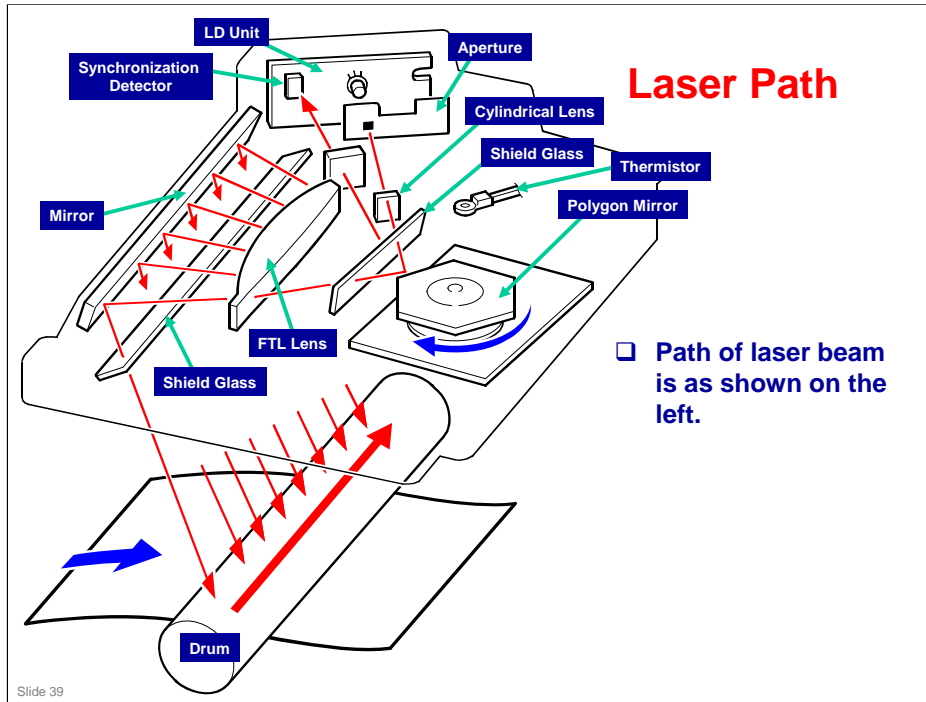 LD Unit
Aperture
Synchronization
Detector
Laser Path
Cylindrical Lens
Shield Glass
Thermistor
Mirror
Polygon Mirror
FTL Lens
Shield Glass
❑ Path of laser beam
is as shown on the
left.
Drum
Slide 39